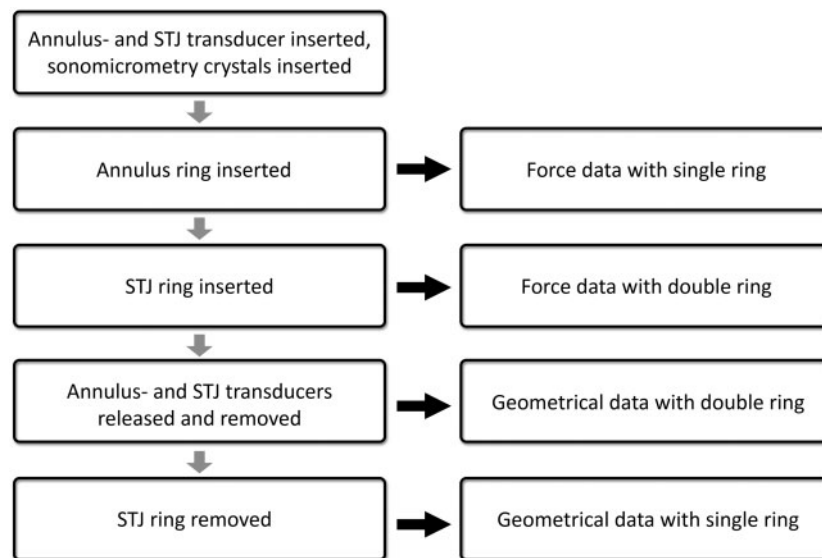 Annulus- and STJ transducer inserted,
sonomicrometry crystals inserted
Annulus ring inserted
Force data with single ring
STJ ring inserted
Force data with double ring
Annulus- and STJ transducers
released and removed
Geometrical data with double ring
STJ ring removed
Geometrical data with single ring